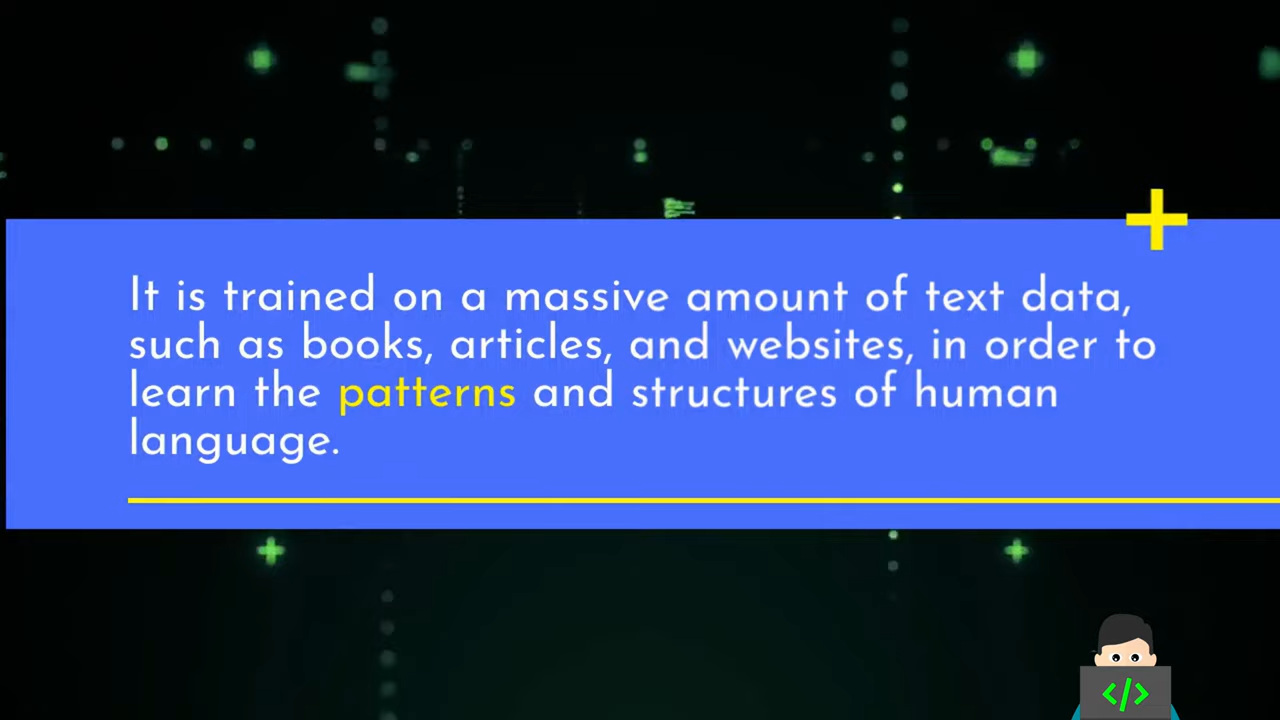 It is trained on a massive amount of text data,
such as books, articles, and websites, in order to
learn the patterns and structures of human
language.
</>